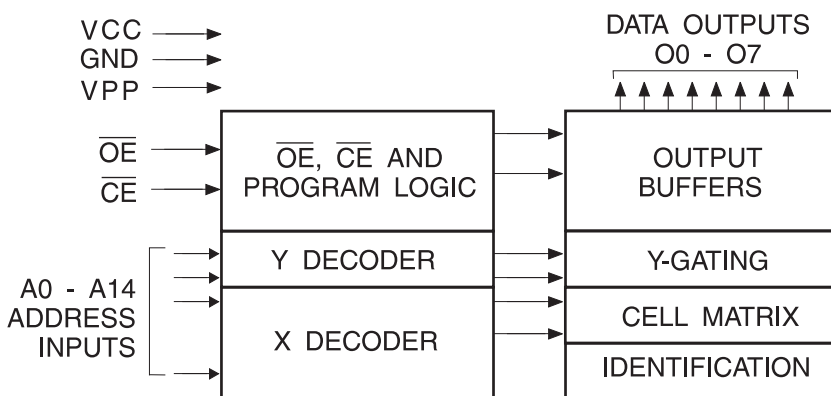 VCC
GND
VPP
OE
CE
A0 - A14
ADDRESS
INPUTS
OE, CE AND
PROGRAM LOGIC
Y DECODER
X DECODER
DATA OUTPUTS
O0 - O7
OUTPUT
BUFFERS
Y-GATING
CELL MATRIX
IDENTIFICATION